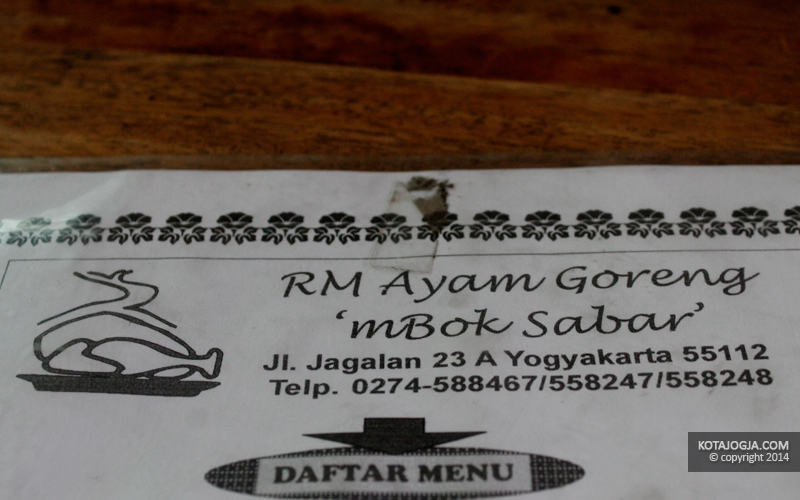 RM Ayam Goreng
‘mBok Sabar’
Jl. Jagalan 23 A Yogyakarta 55112
Telp. 0274-588467/558247/558248
DAFTAR MENU
KOTAJOGJA.COM
© copyright 2014